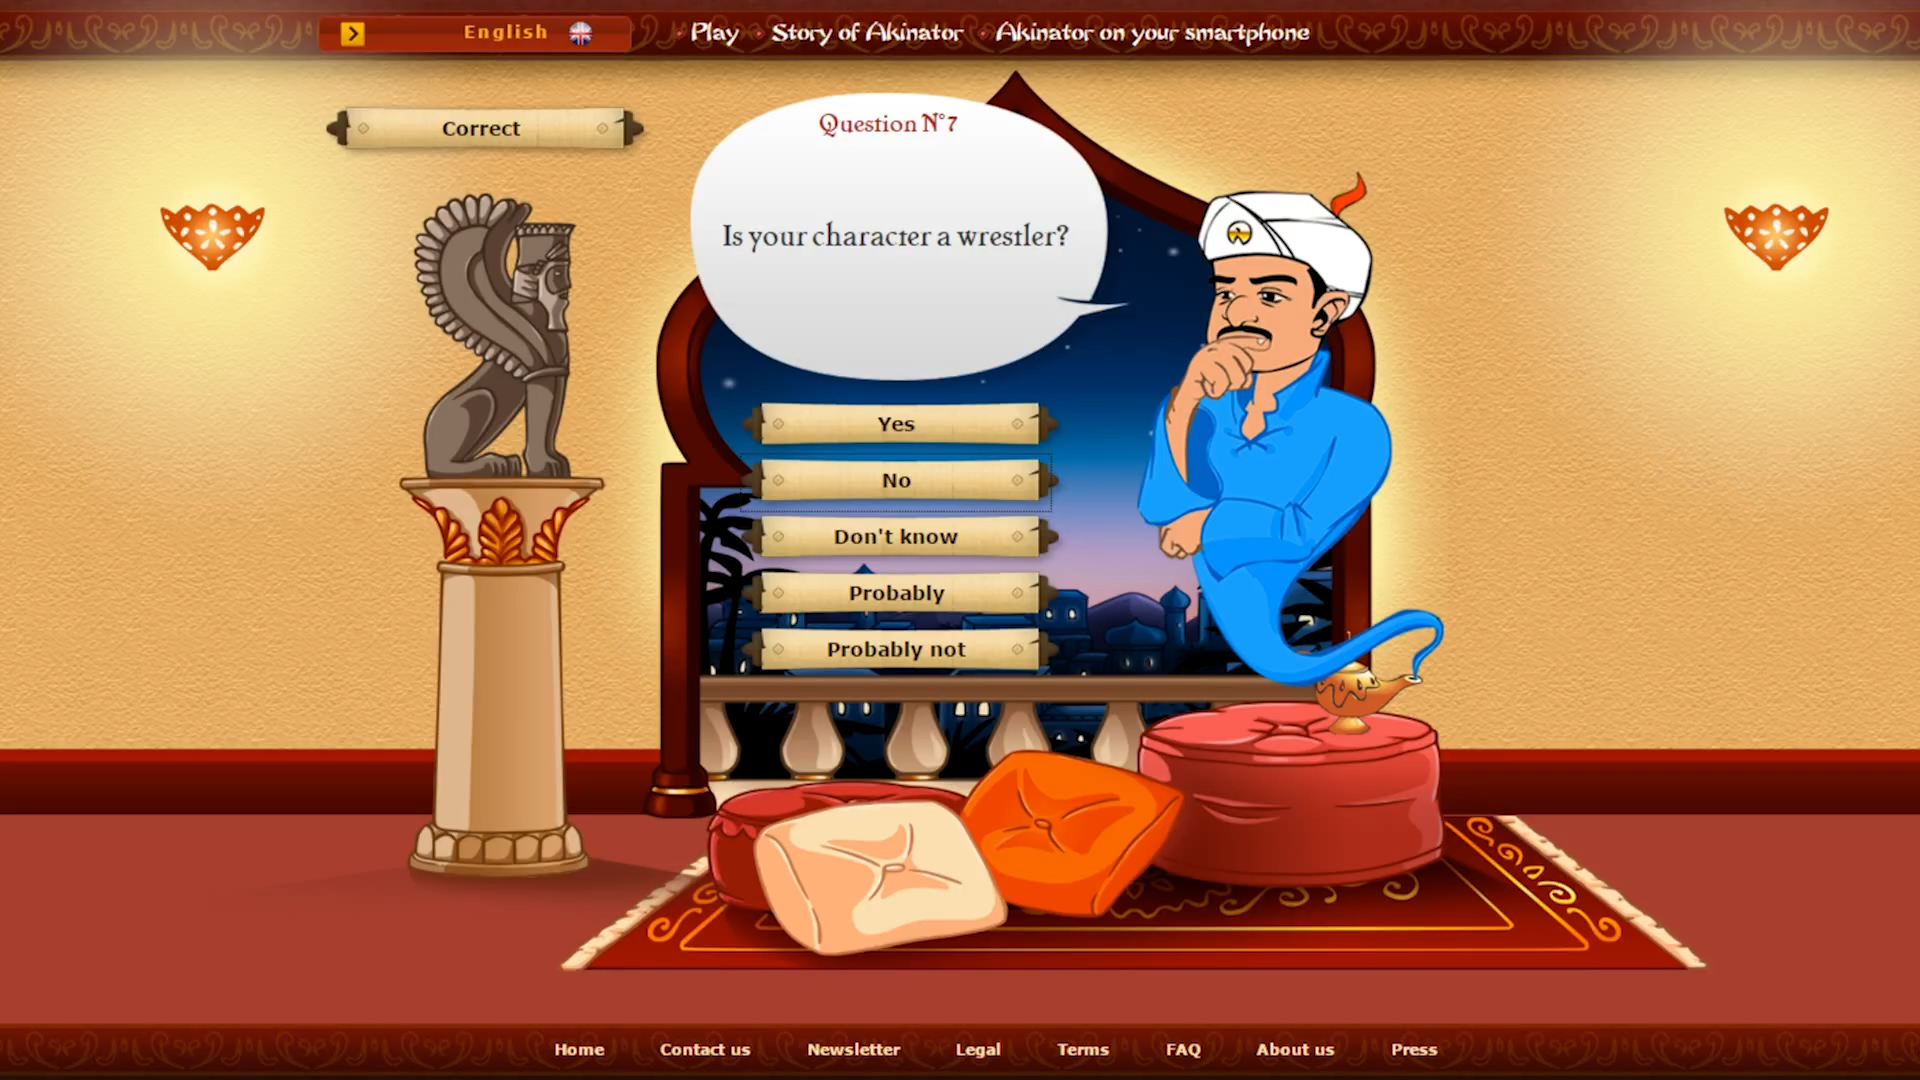 English
Play
Story of Akinator
Akinator on your smartphone
Correct
Question N°7
Is your character a wrestler?
Yes
No
Don't know
Probably
Probably not
Home
Contact us
Newsletter
Legal
Terms
FAQ
About us
Press